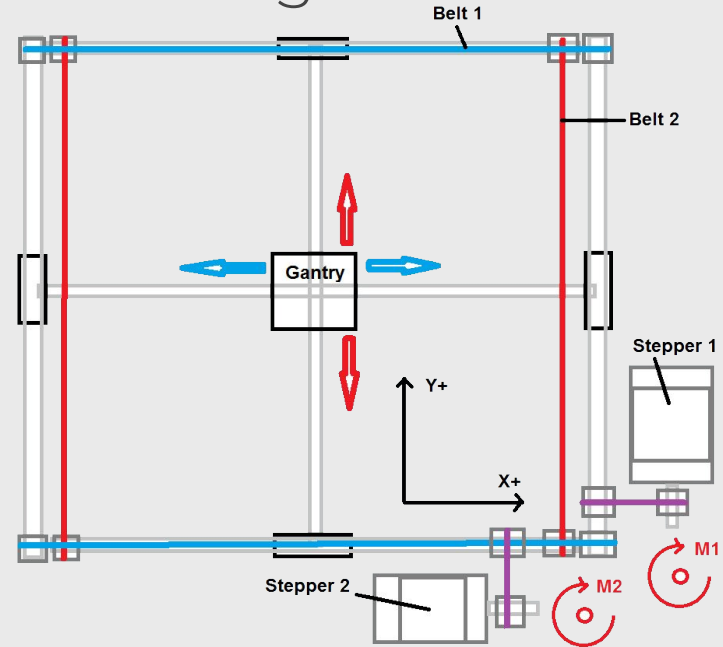 Belt 1
Belt 2
Gantry
Stepper 1
Y+
X+
M1
Stepper 2
M2